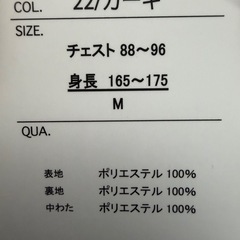 COL. 22/カーキ
SIZE.
チェスト 88～96
身長 165～175
M
QUA.
表地 ポリエステル 100%
裏地 ポリエステル 100%
中わた ポリエステル 100%